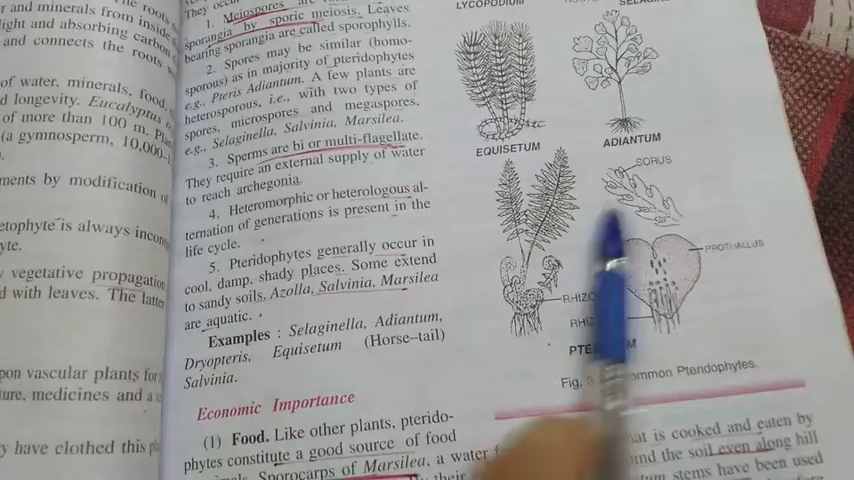 r and minerals from inside
light and absorbing carbon
and connects the roots
of water, minerals, food,
d longevity. Eucalyptus
of more than 100 m.
(a gymnosperm, 10,000
ments by modification of
etophyte is always
yte.
vegetative propagation
d with leaves. The latter
pon vascular plants for
ture, medicines and a
y have clothed this
They occur
1. Meiospores are
sporangia by sporic meiosis. Leaves
bearing sporangia are called sporophylls.
2. Spores may be similar (homo-
sporous) as in majority of pteridophytes
e.g., Pteris Adiantum. A few plants are
heterosporous, i.e., with two types of
spores, microspores and megaspores.
e.g., Selaginella, Salvinia, Marsilea.
3. Sperms are bi or multi-flagellate.
They require an external supply of water
to reach archegonia.
4. Heteromorphic or heterologous al-
ternation of generations is present in the
life cycle.
5. Pteridophytes generally occur in
cool, damp, shady places. Some extend
to sandy soils, Azolla, Salvinia, Marsilea
are aquatic.
Examples : Selaginella, Adiantum,
Dryopteris, Equisetum (Horse-tail)
Salvinia.
Economic Importance
(1) Food. Like other plants, pterido-
phytes constitute a good source of food
Sporocarps of Marsilea, a water
their
LYCOPODIUM
EQUISETUM
ADIANTUM
SORUS
PROTHALLUS
Fig.
ommon Pteridophytes.
at is cooked and eaten by
the soil even along hill
stems have been used